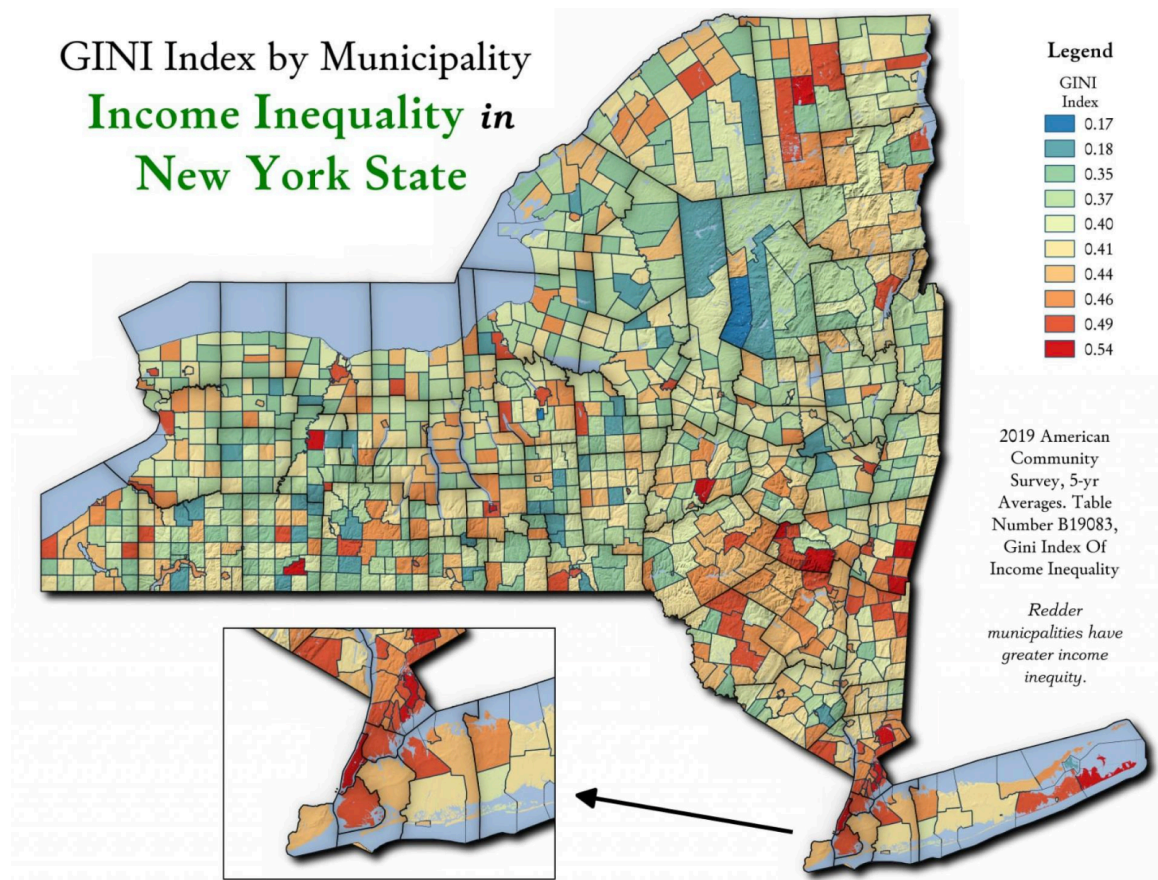 GINI Index by Municipality
Income Inequality in
New York State
Legend
GINI
Index
0.17
0.18
0.35
0.37
0.40
0.41
0.44
0.46
0.49
0.54
2019 American
Community
Survey, 5-yr
Averages. Table
Number B19083,
Gini Index Of
Income Inequality
Redder
municpalities have
greater income
inequity.